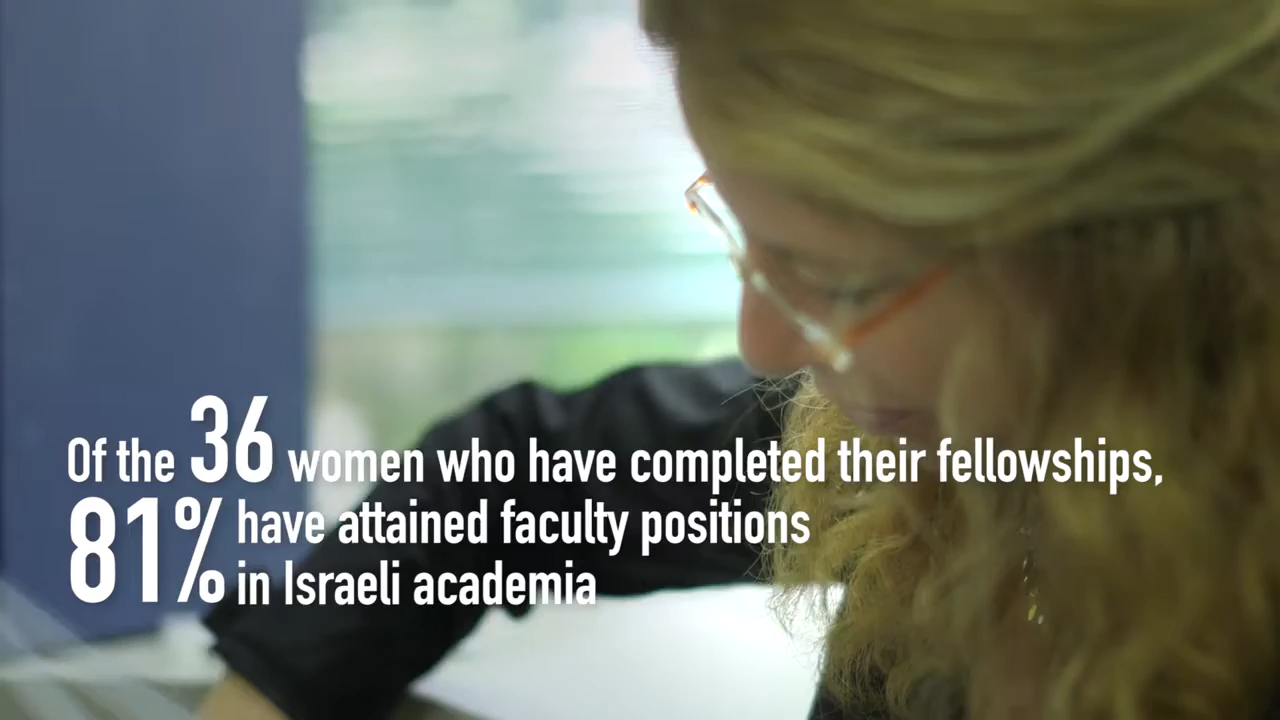 Of the 36 women who have completed their fellowships,
81% have attained faculty positions
in Israeli academia